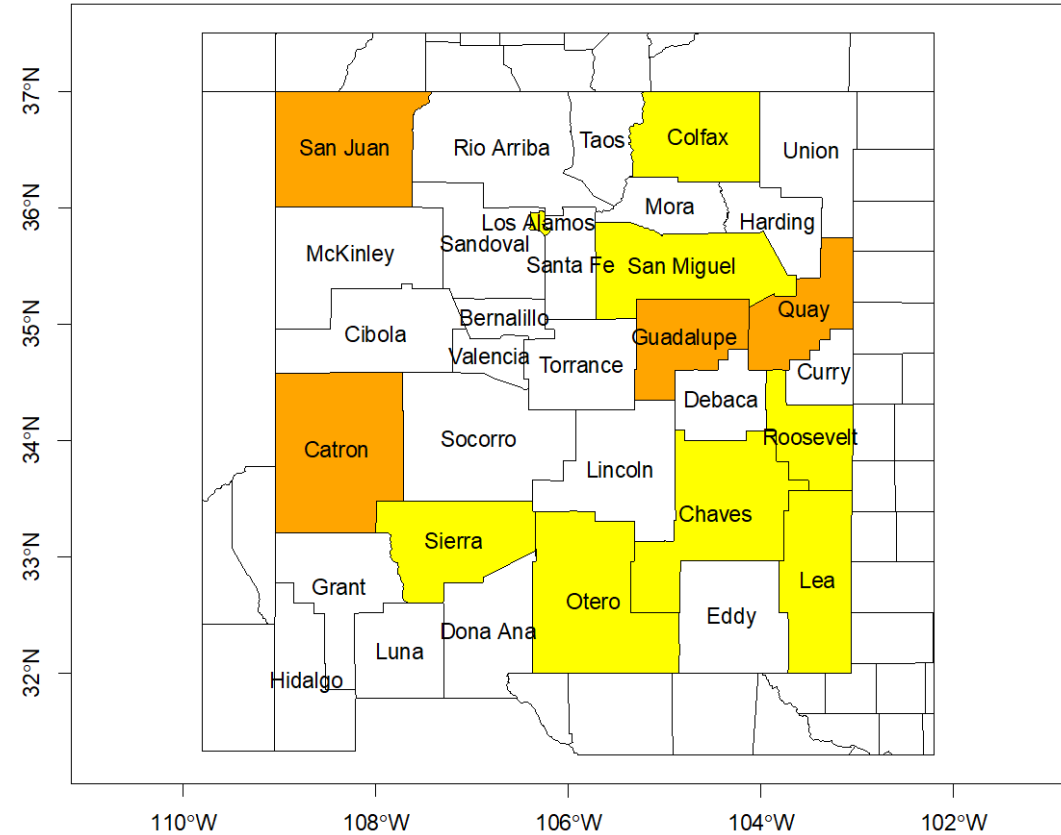 37°N
36°N
35°N
34°N
33°N
32°N
San Juan
Rio Arriba
Taos
Colfax
Union
Mora
Harding
Los Alamos
Sandoval
McKinley
Santa Fe
San Miguel
Quay
Bernalillo
Cibola
Guadalupe
Valencia
Torrance
Curry
Debaca
Socorro
Roosevelt
Catron
Lincoln
Chaves
Sierra
Lea
Grant
Otero
Eddy
Dona Ana
Luna
Hidalgo
110°W
108°W
106°W
104°W
102°W